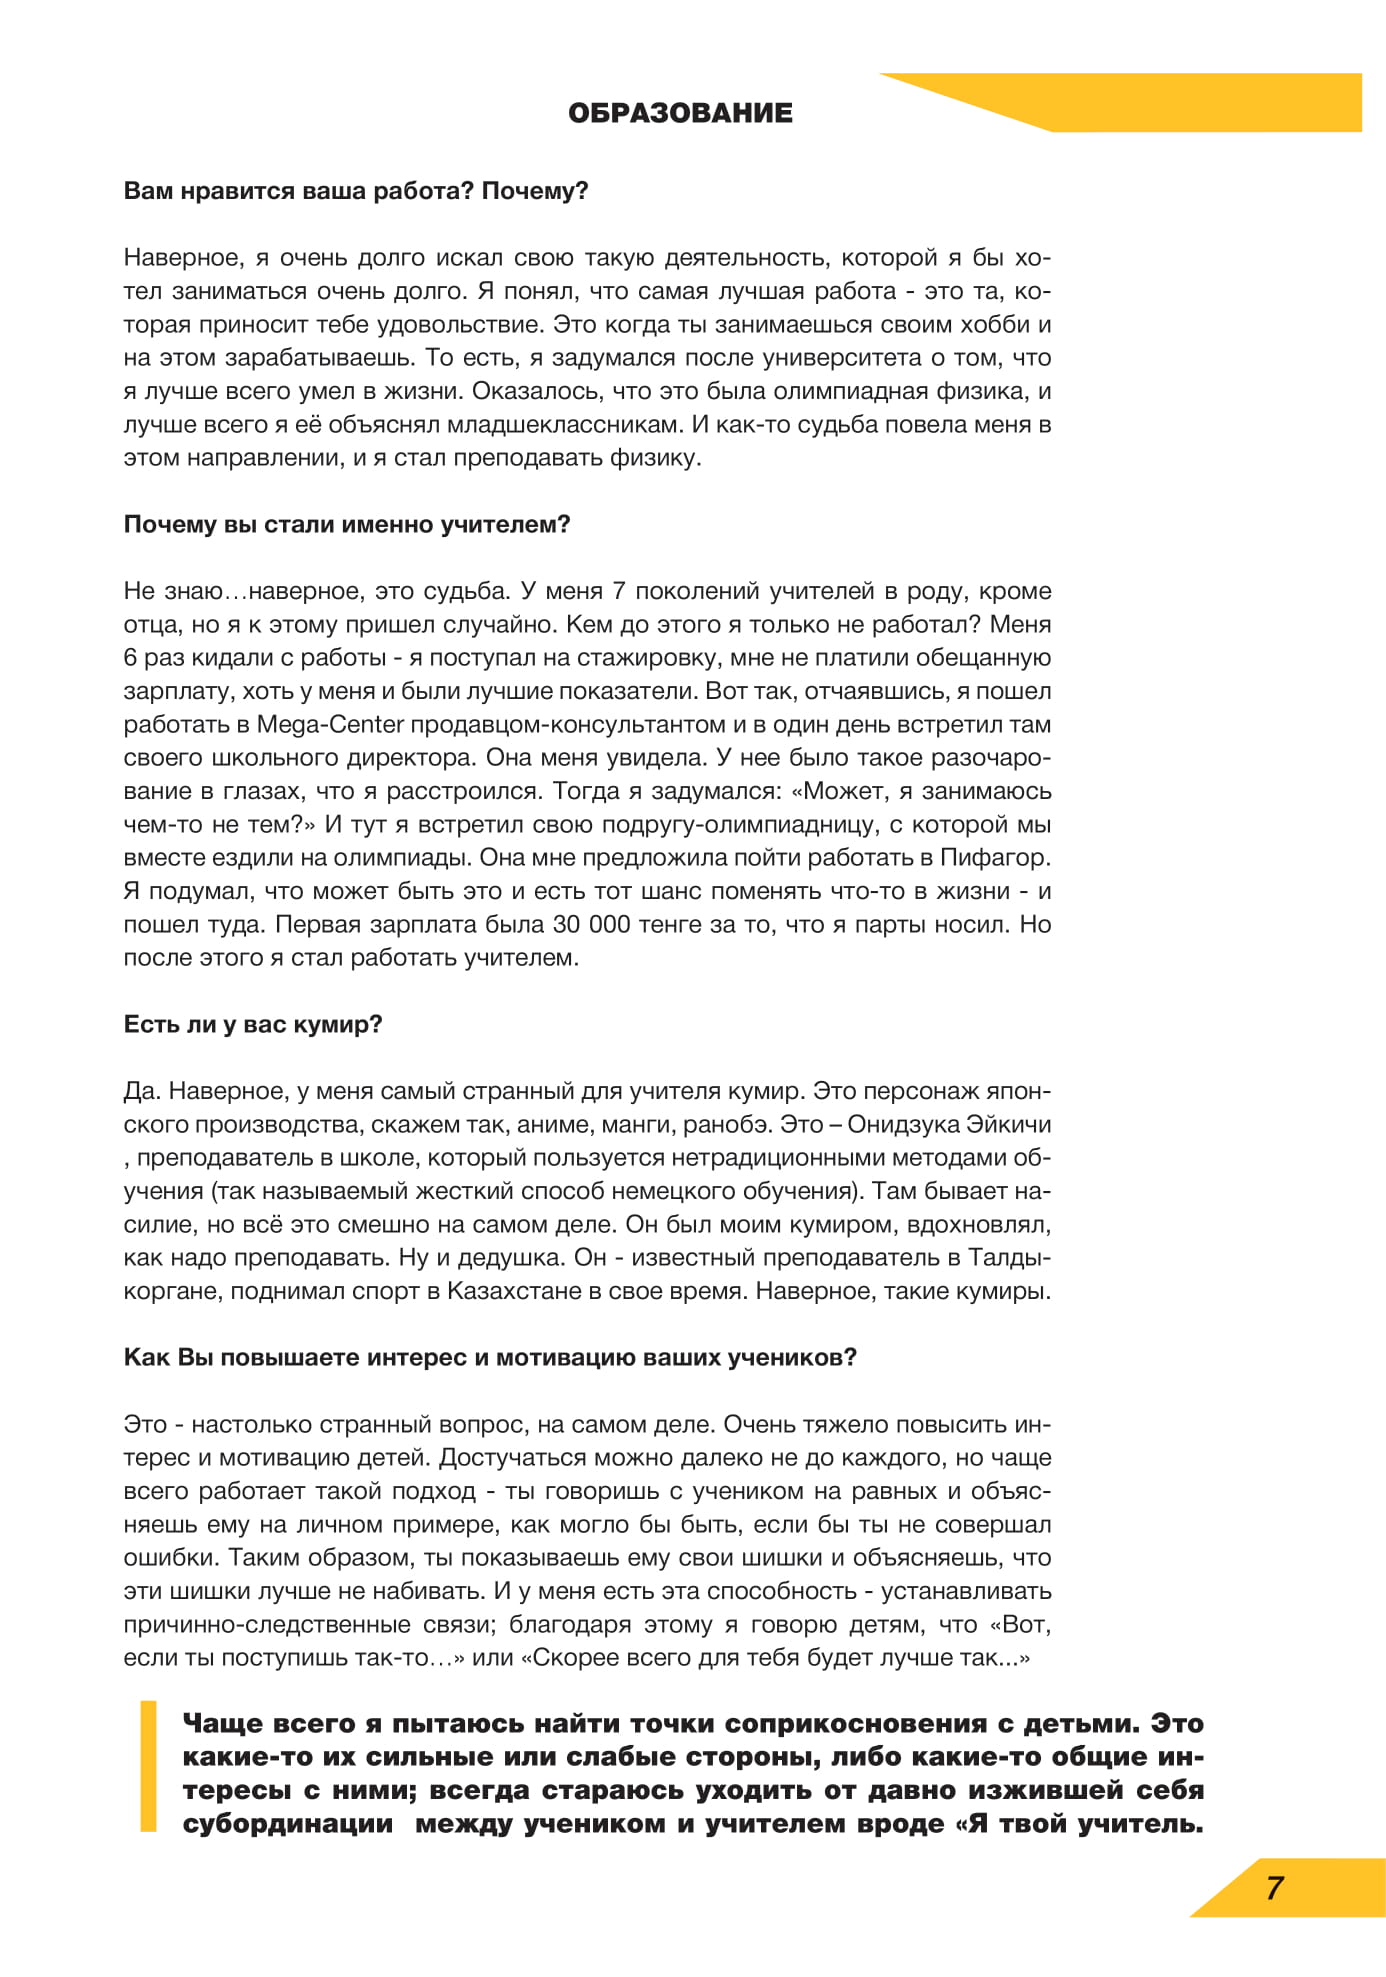 ОБРАЗОВАНИЕ
Вам нравится ваша работа? Почему?
Наверное, я очень долго искал свою такую деятельность, которой я бы хо-
тел заниматься очень долго. Я понял, что самая лучшая работа - это та, ко-
торая приносит тебе удовольствие. Это когда ты занимаешься своим хобби и
на этом зарабатываешь. То есть, я задумался после университета о том, что
я лучше всего умел в жизни. Оказалось, что это была олимпиадная физика, и
лучше всего я её объяснял младшеклассникам. И как-то судьба повела меня в
этом направлении, и я стал преподавать физику.
Почему вы стали именно учителем?
Не знаю…наверное, это судьба. У меня 7 поколений учителей в роду, кроме
отца, но я к этому пришел случайно. Кем до этого я только не работал? Меня
6 раз кидали с работы - я поступал на стажировку, мне не платили обещанную
зарплату, хоть у меня и были лучшие показатели. Вот так, отчаявшись, я пошел
работать в Mega-Center продавцом-консультантом и в один день встретил там
своего школьного директора. Она меня увидела. У нее было такое разочаро-
вание в глазах, что я расстроился. Тогда я задумался: «Может, я занимаюсь
чем-то не тем?» И тут я встретил свою подругу-олимпиадницу, с которой мы
вместе ездили на олимпиады. Она мне предложила пойти работать в Пифагор.
Я подумал, что может быть это и есть тот шанс поменять что-то в жизни - и
пошел туда. Первая зарплата была 30 000 тенге за то, что я парты носил. Но
после этого я стал работать учителем.
Есть ли у вас кумир?
Да. Наверное, у меня самый странный для учителя кумир. Это персонаж япон-
ского производства, скажем так, аниме, манги, ранобэ. Это – Онидзука Эйкичи
, преподаватель в школе, который пользуется нетрадиционными методами об-
учения (так называемый жесткий способ немецкого обучения). Там бывает на-
силие, но всё это смешно на самом деле. Он был моим кумиром, вдохновлял,
как надо преподавать. Ну и дедушка. Он - известный преподаватель в Талды-
коргане, поднимал спорт в Казахстане в свое время. Наверное, такие кумиры.
Как Вы повышаете интерес и мотивацию ваших учеников?
Это - настолько странный вопрос, на самом деле. Очень тяжело повысить ин-
терес и мотивацию детей. Достучаться можно далеко не до каждого, но чаще
всего работает такой подход - ты говоришь с учеником на равных и объяс-
няешь ему на личном примере, как могло бы быть, если бы ты не совершал
ошибки. Таким образом, ты показываешь ему свои шишки и объясняешь, что
эти шишки лучше не набивать. И у меня есть эта способность - устанавливать
причинно-следственные связи; благодаря этому я говорю детям, что «Вот,
если ты поступишь так-то…» или «Скорее всего для тебя будет лучше так...»
Чаще всего я пытаюсь найти точки соприкосновения с детьми. Это
какие-то их сильные или слабые стороны, либо какие-то общие ин-
тересы с ними; всегда стараюсь уходить от давно изжившей себя
субординации  между учеником и учителем вроде «Я твой учитель.
7